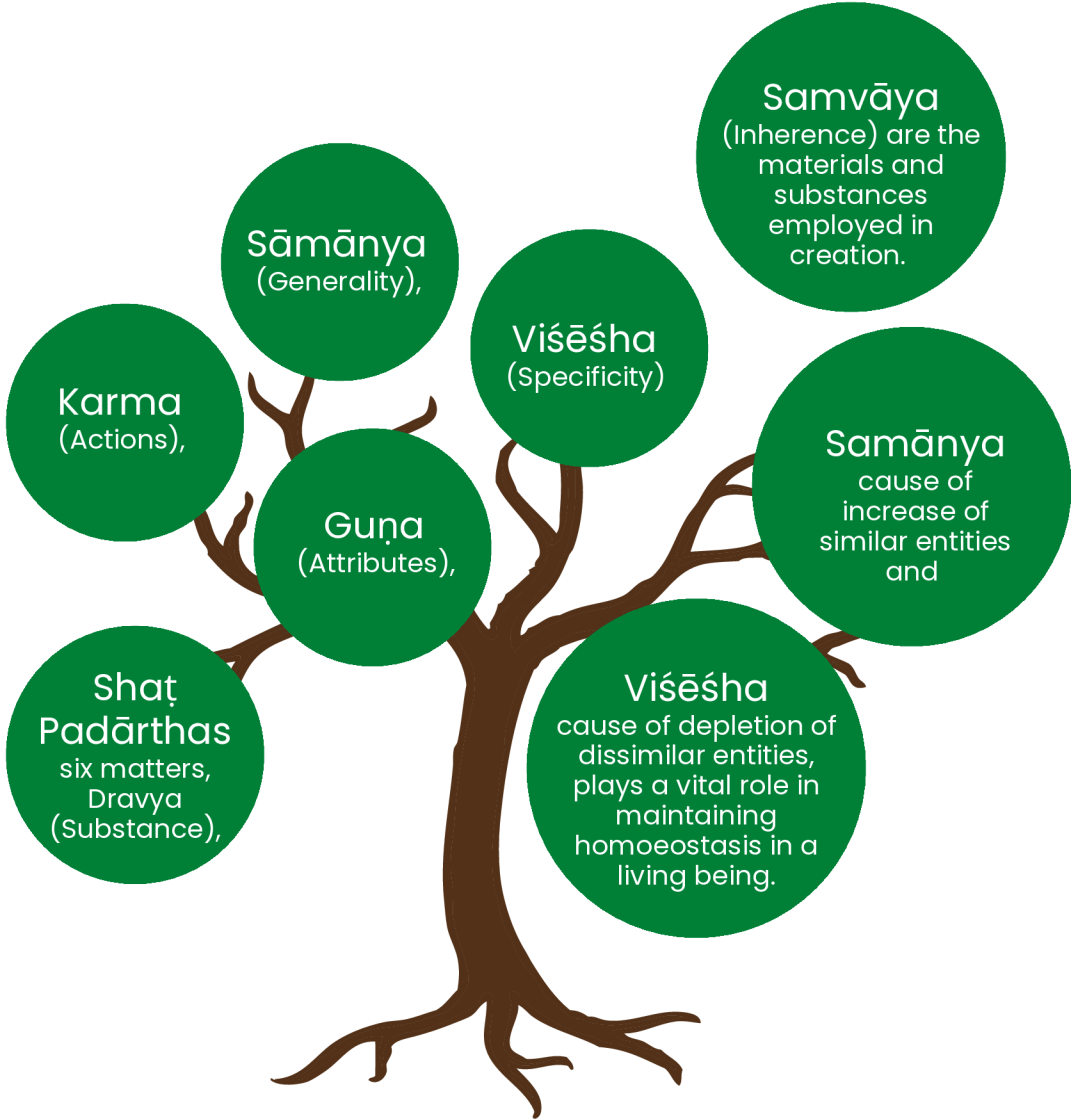 Shaṭ
Padārthas
six matters,
Dravya
(Substance),
Guṇa
(Attributes),
Karma
(Actions),
Sāmānya
(Generality),
Viśēśha
(Specificity)
Samvāya
(Inherence) are the
materials and
substances
employed in
creation.
Samānya
cause of
increase of
similar entities
and
Viśēśha
cause of depletion of
dissimilar entities,
plays a vital role in
maintaining
homoeostasis in a
living being.